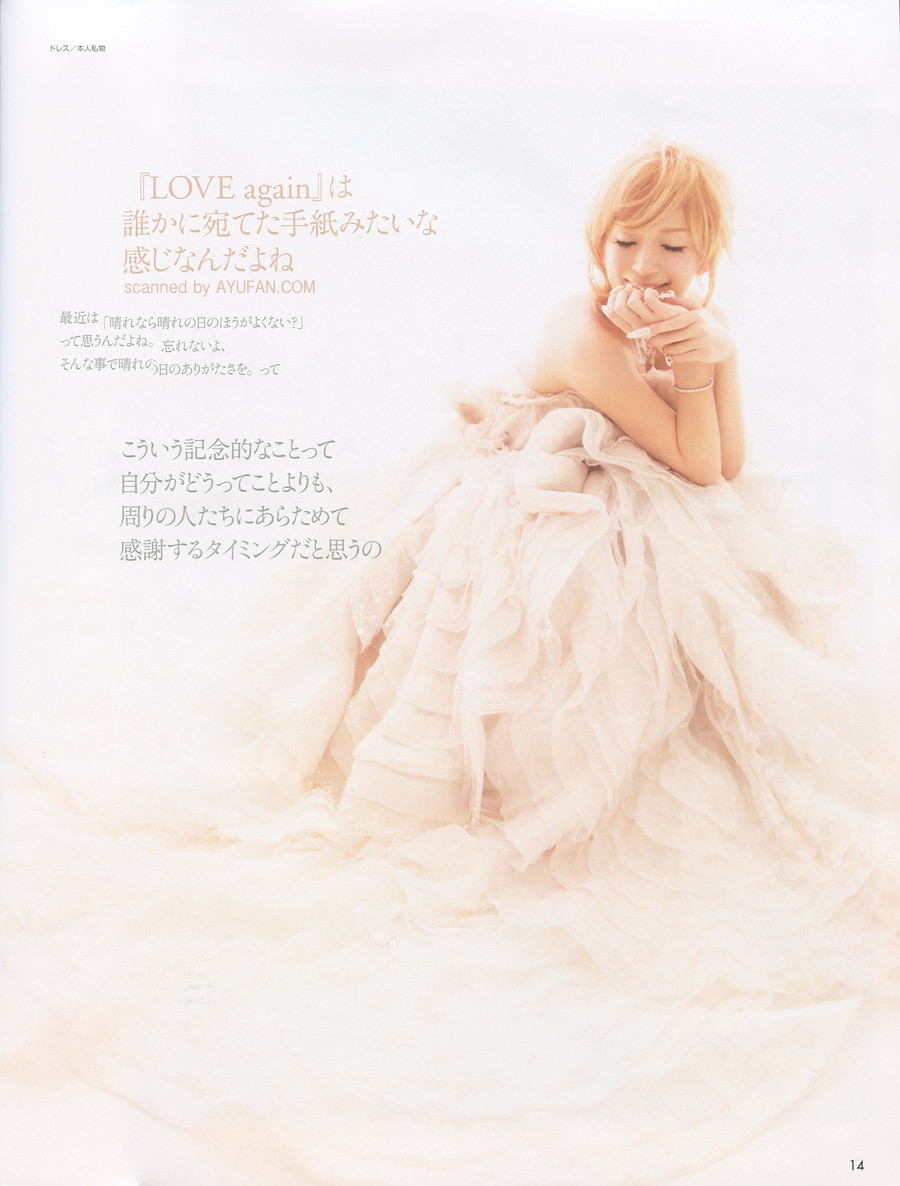 ドレス／本人私物
『LOVE again』は
誰かに宛てた手紙みたいな
感じなんだよね
scanned by AYUFAN.COM
最近は「晴れなら晴れの日のほうがよくない？」
って思うんだよね。忘れないよ、
そんな事で晴れの日のありがたさを。って
こういう記念的なことって
自分がどうってことよりも、
周りの人たちにあらためて
感謝するタイミングだと思うの
14